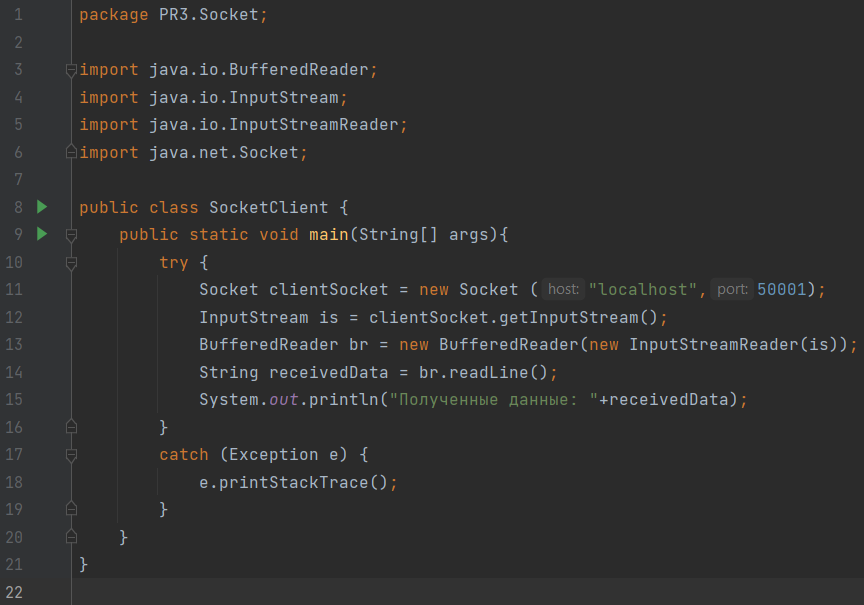 1 package PR3.Socket;
2
3 import java.io.BufferedReader;
4 import java.io.InputStream;
5 import java.io.InputStreamReader;
6 import java.net.Socket;
7
8 public class SocketClient {
9 public static void main(String[] args){
10 try {
11 Socket clientSocket = new Socket ( host: "localhost", port: 50001);
12 InputStream is = clientSocket.getInputStream();
13 BufferedReader br = new BufferedReader(new InputStreamReader(is));
14 String receivedData = br.readLine();
15 System.out.println("Полученные данные: "+receivedData);
16 }
17 catch (Exception e) {
18 e.printStackTrace();
19 }
20 }
21 }
22